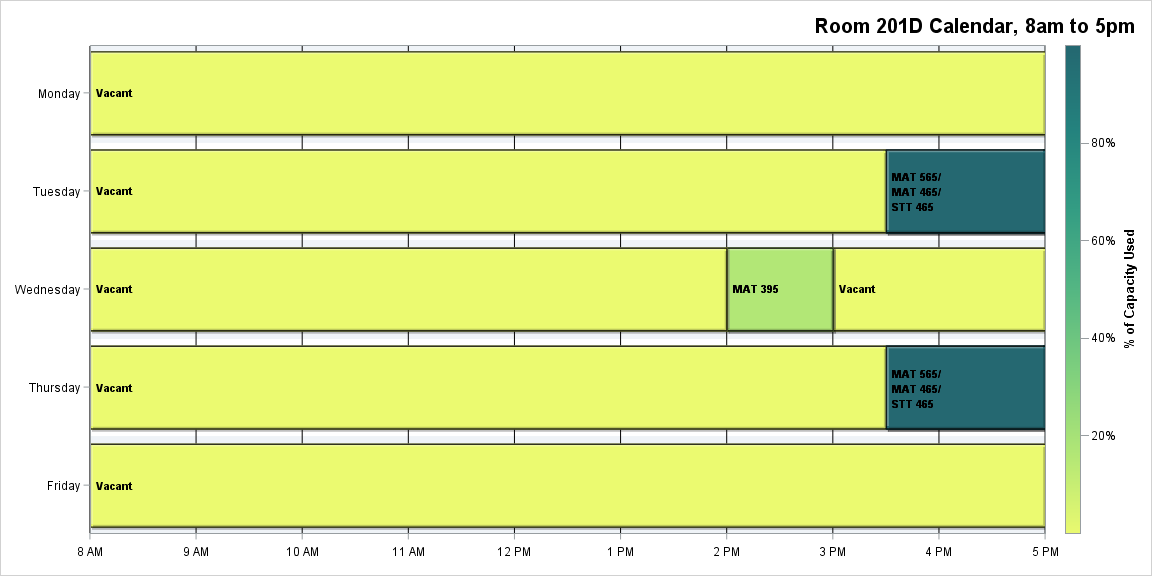 Room 201D Calendar, 8am to 5pm
Monday
Vacant
Tuesday
Vacant
MAT 565/
MAT 465/
STT 465
Wednesday
Vacant
MAT 395
Vacant
Thursday
Vacant
MAT 565/
MAT 465/
STT 465
Friday
Vacant
8 AM
9 AM
10 AM
11 AM
12 PM
1 PM
2 PM
3 PM
4 PM
5 PM
80%
60%
40%
20%
% of Capacity Used